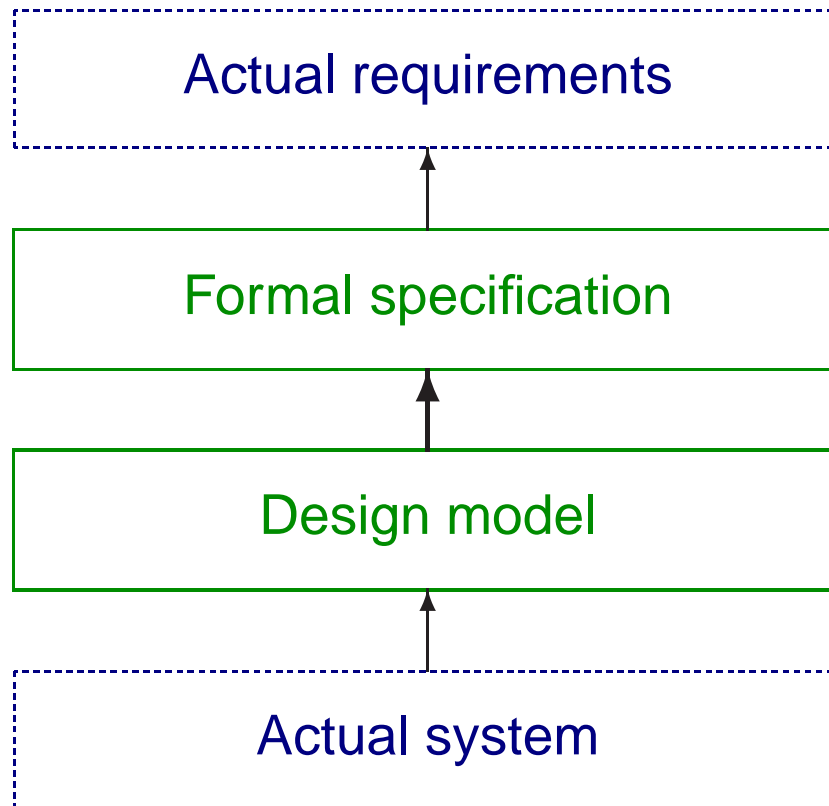 Actual requirements
Formal specification
Design model
Actual system